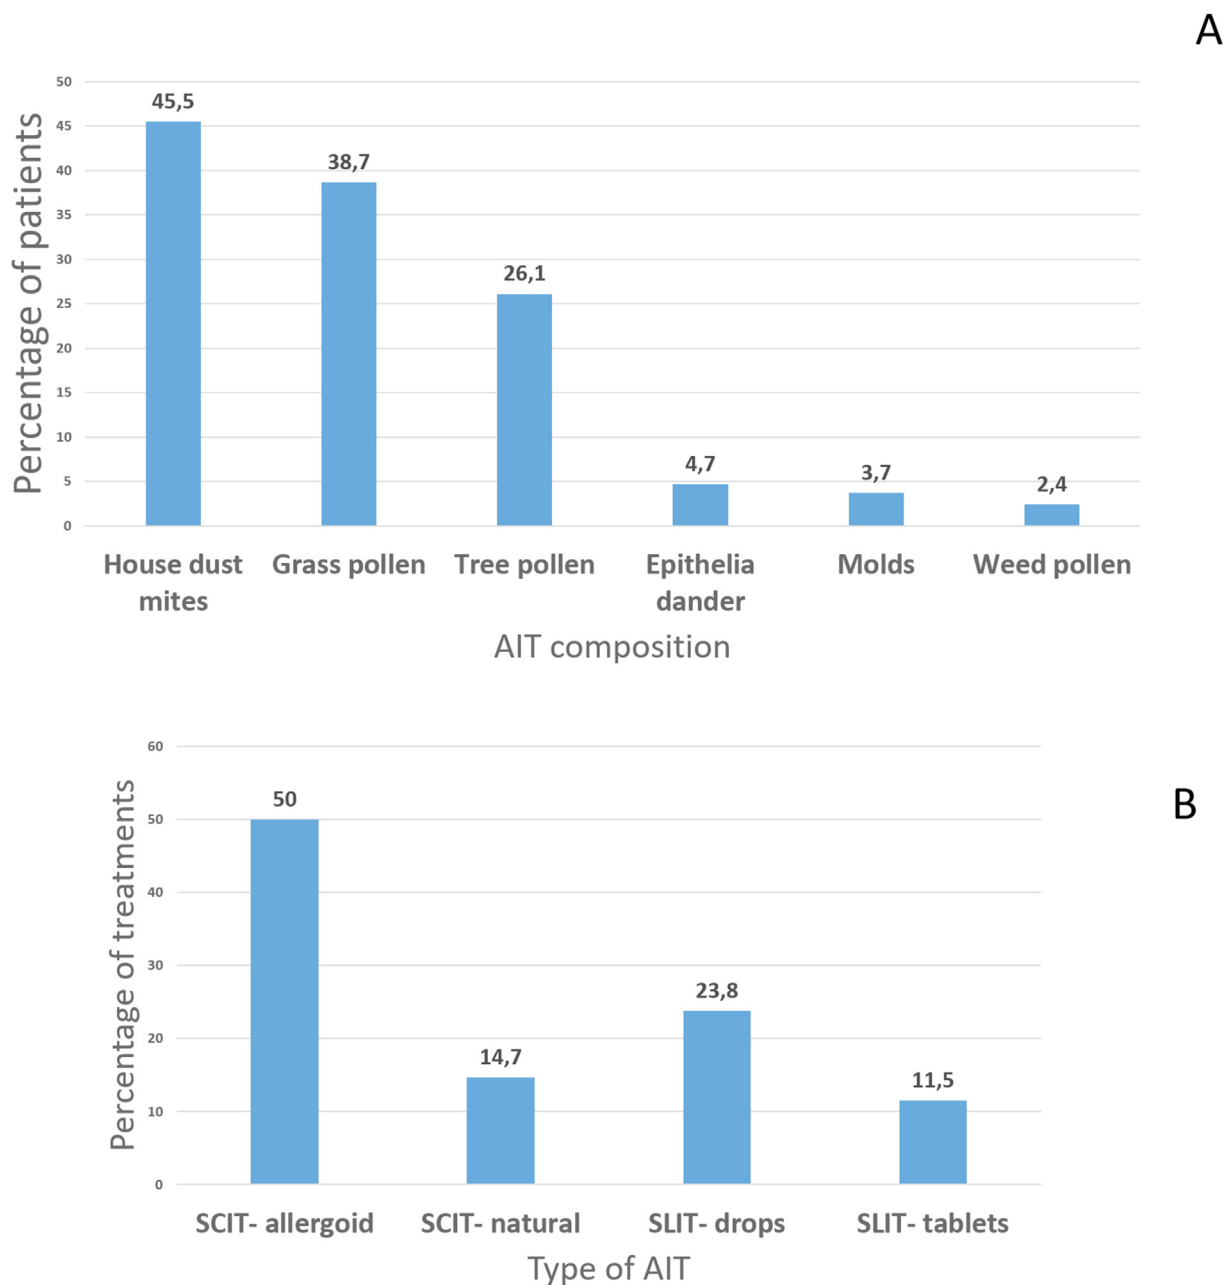 A
50
45
40
35
30
25
20
15
10
5
0
Percentage of patients
45,5
38,7
26,1
4,7
3,7
2,4
House dust
mites
Grass pollen
Tree pollen
Epithelia
dander
Molds
Weed pollen
AIT composition
B
60
50
40
30
20
10
0
Percentage of treatments
50
14,7
23,8
11,5
SCIT- allergoid
SCIT- natural
SLIT- drops
SLIT- tablets
Type of AIT